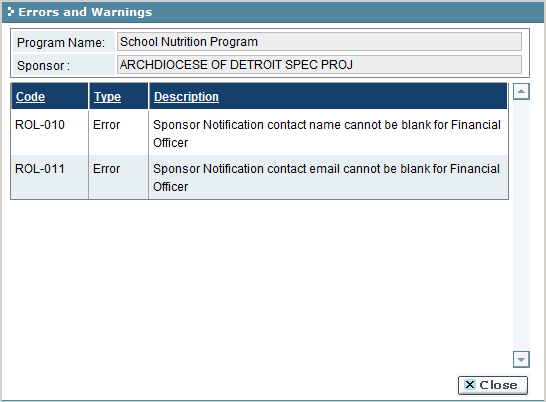 Errors and Warnings
Program Name: School Nutrition Program
Sponsor : ARCHDIOCESE OF DETROIT SPEC PROJ
Code Type Description
ROL-010 Error Sponsor Notification contact name cannot be blank for Financial
Officer
ROL-011 Error Sponsor Notification contact email cannot be blank for Financial
Officer
Close